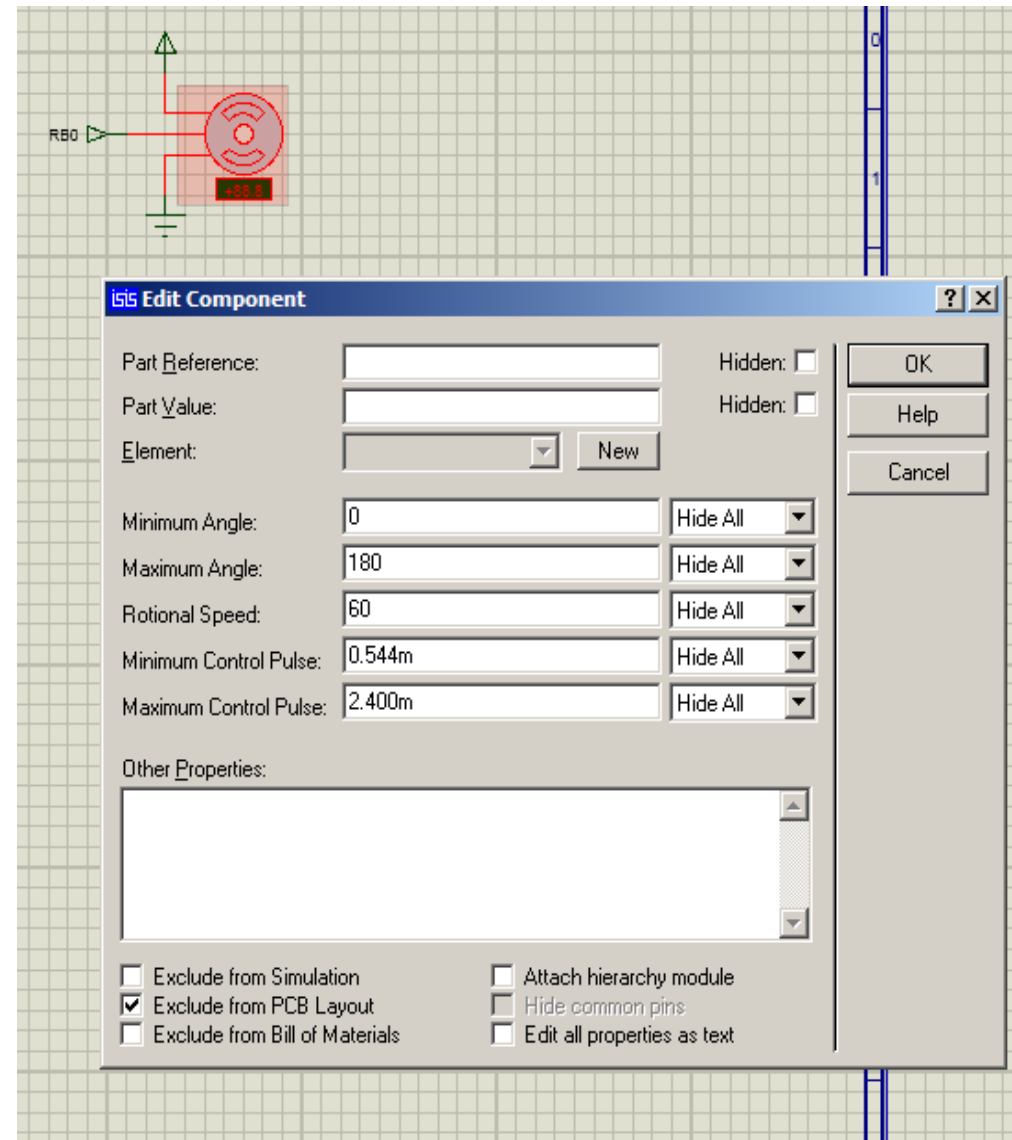 0
RB0
1
+88.8
isis Edit Component
Part Reference:
Hidden:
OK
Part Value:
Hidden:
Help
Element:
New
Cancel
Minimum Angle:
0
Hide All
Maximum Angle:
180
Hide All
Rotional Speed:
60
Hide All
Minimum Control Pulse:
0.544m
Hide All
Maximum Control Pulse:
2.400m
Hide All
Other Properties:
Exclude from Simulation
Attach hierarchy module
Exclude from PCB Layout
Hide common pins
Exclude from Bill of Materials
Edit all properties as text